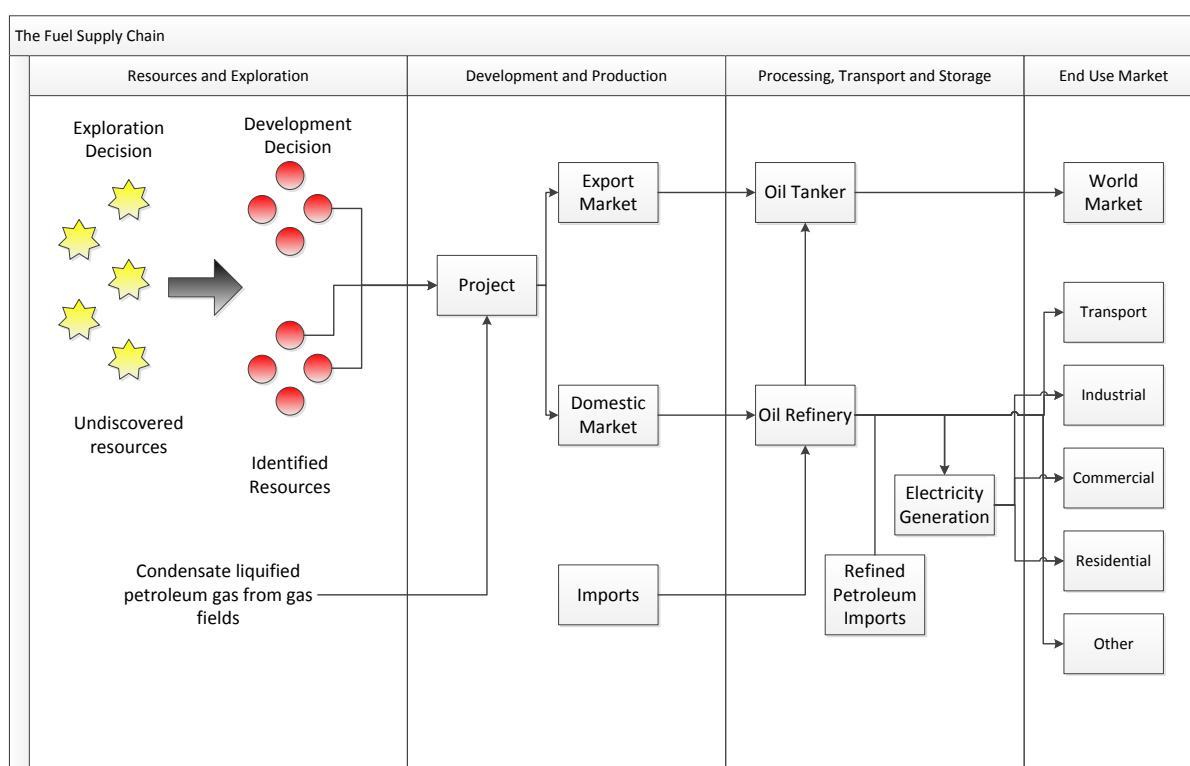 The Fuel Supply Chain
Resources and Exploration
Development and Production
Processing, Transport and Storage
End Use Market
Exploration
Decision
Development
Decision
Undiscovered
resources
Identified
Resources
Condensate liquified
petroleum gas from gas
fields
Project
Export
Market
Domestic
Market
Imports
Oil Tanker
Oil Refinery
Electricity
Generation
Refined
Petroleum
Imports
World
Market
Transport
Industrial
Commercial
Residential
Other